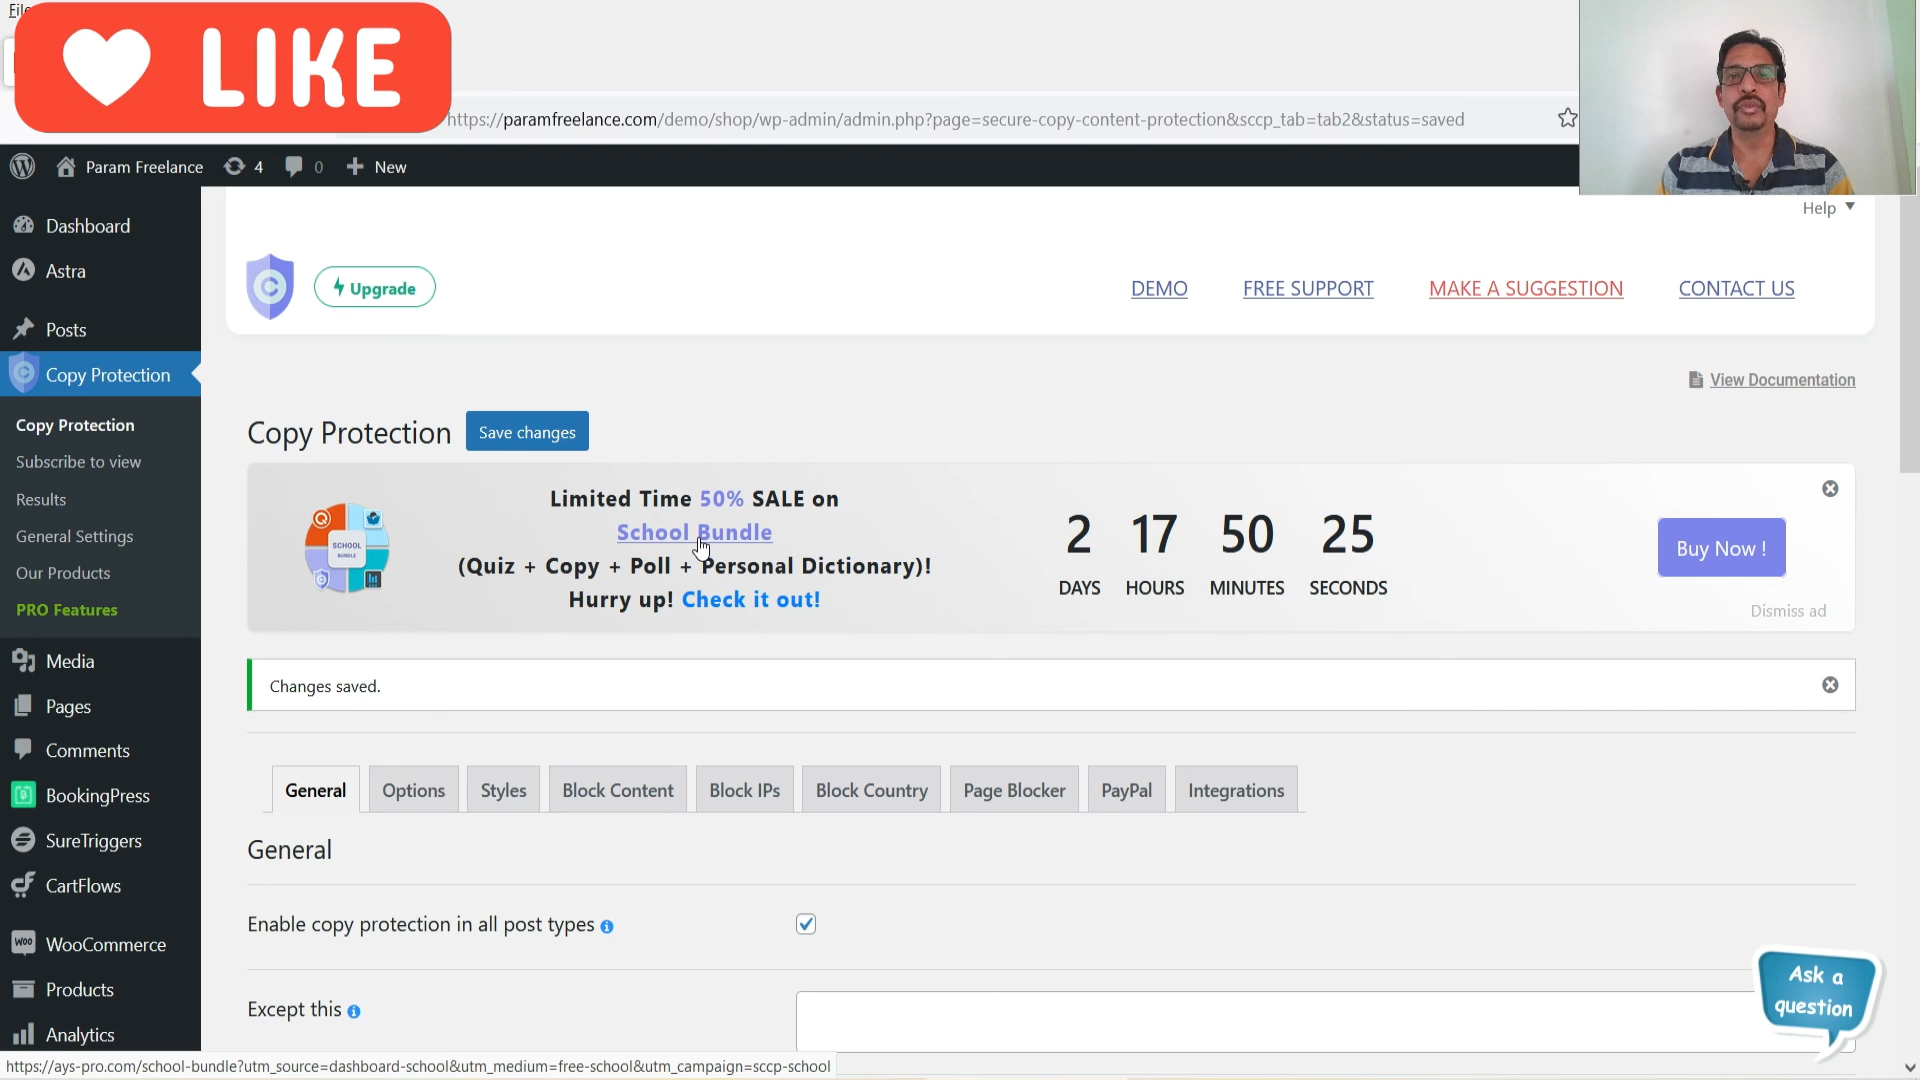 File
LIKE
https://paramfreelance.com/demo/shop/wp-admin/admin.php?page=secure-copy-content-protection&sccp_tab=tab2&status=saved
Param Freelance
4
0
New
Help
Dashboard
Astra
Posts
Copy Protection
Copy Protection
Subscribe to view
Results
General Settings
Our Products
PRO Features
Media
Pages
Comments
BookingPress
SureTriggers
CartFlows
WooCommerce
Products
Analytics
Upgrade
DEMO
FREE SUPPORT
MAKE A SUGGESTION
CONTACT US
View Documentation
Copy Protection
Save changes
SCHOOL
BUNDLE
Limited Time 50% SALE on
School Bundle
(Quiz + Copy + Poll + Personal Dictionary)!
Hurry up! Check it out!
2 17 50 25
DAYS HOURS MINUTES SECONDS
Buy Now !
Dismiss ad
Changes saved.
General
Options
Styles
Block Content
Block IPs
Block Country
Page Blocker
PayPal
Integrations
General
Enable copy protection in all post types
Except this
Ask a
question
https://ays-pro.com/school-bundle?utm_source=dashboard-school&utm_medium=free-school&utm_campaign=sccp-school